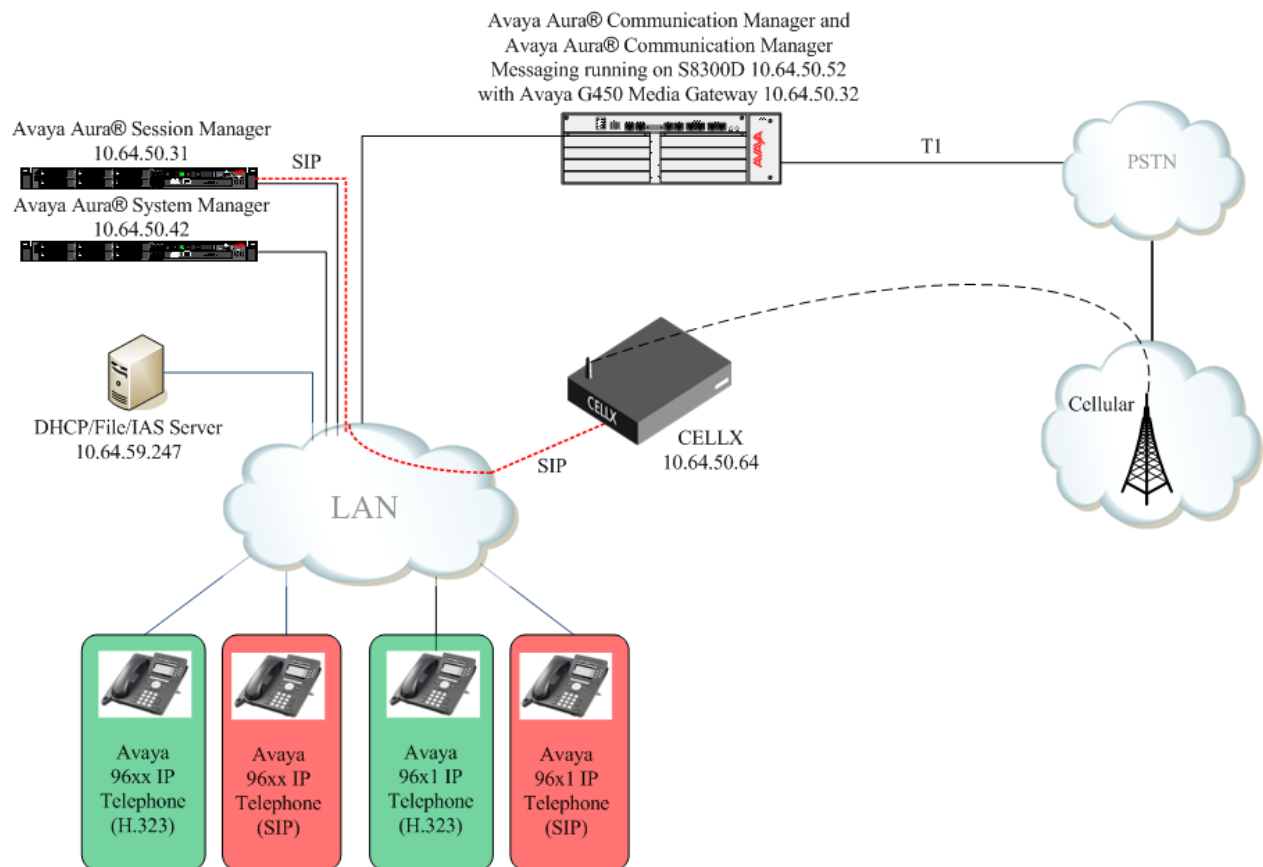 Avaya Aura® Communication Manager and
Avaya Aura® Communication Manager
Messaging running on S8300D 10.64.50.52
with Avaya G450 Media Gateway 10.64.50.32
Avaya Aura® Session Manager
10.64.50.31
SIP
Avaya Aura® System Manager
10.64.50.42
AVAYA
T1
PSTN
DHCP/File/IAS Server
10.64.59.247
CELLX
CELLX
10.64.50.64
SIP
Cellular
LAN
Avaya
96xx IP
Telephone
(H.323)
Avaya
96xx IP
Telephone
(SIP)
Avaya
96x1 IP
Telephone
(H.323)
Avaya
96x1 IP
Telephone
(SIP)